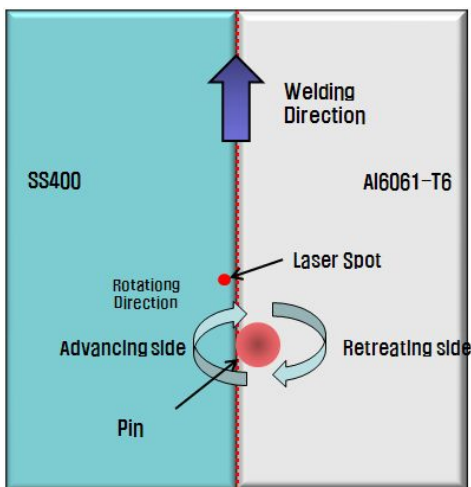 Welding
Direction
SS400
Al6061-T6
Laser Spot
Rotationg
Direction
Advancing side
Retreating side
Pin